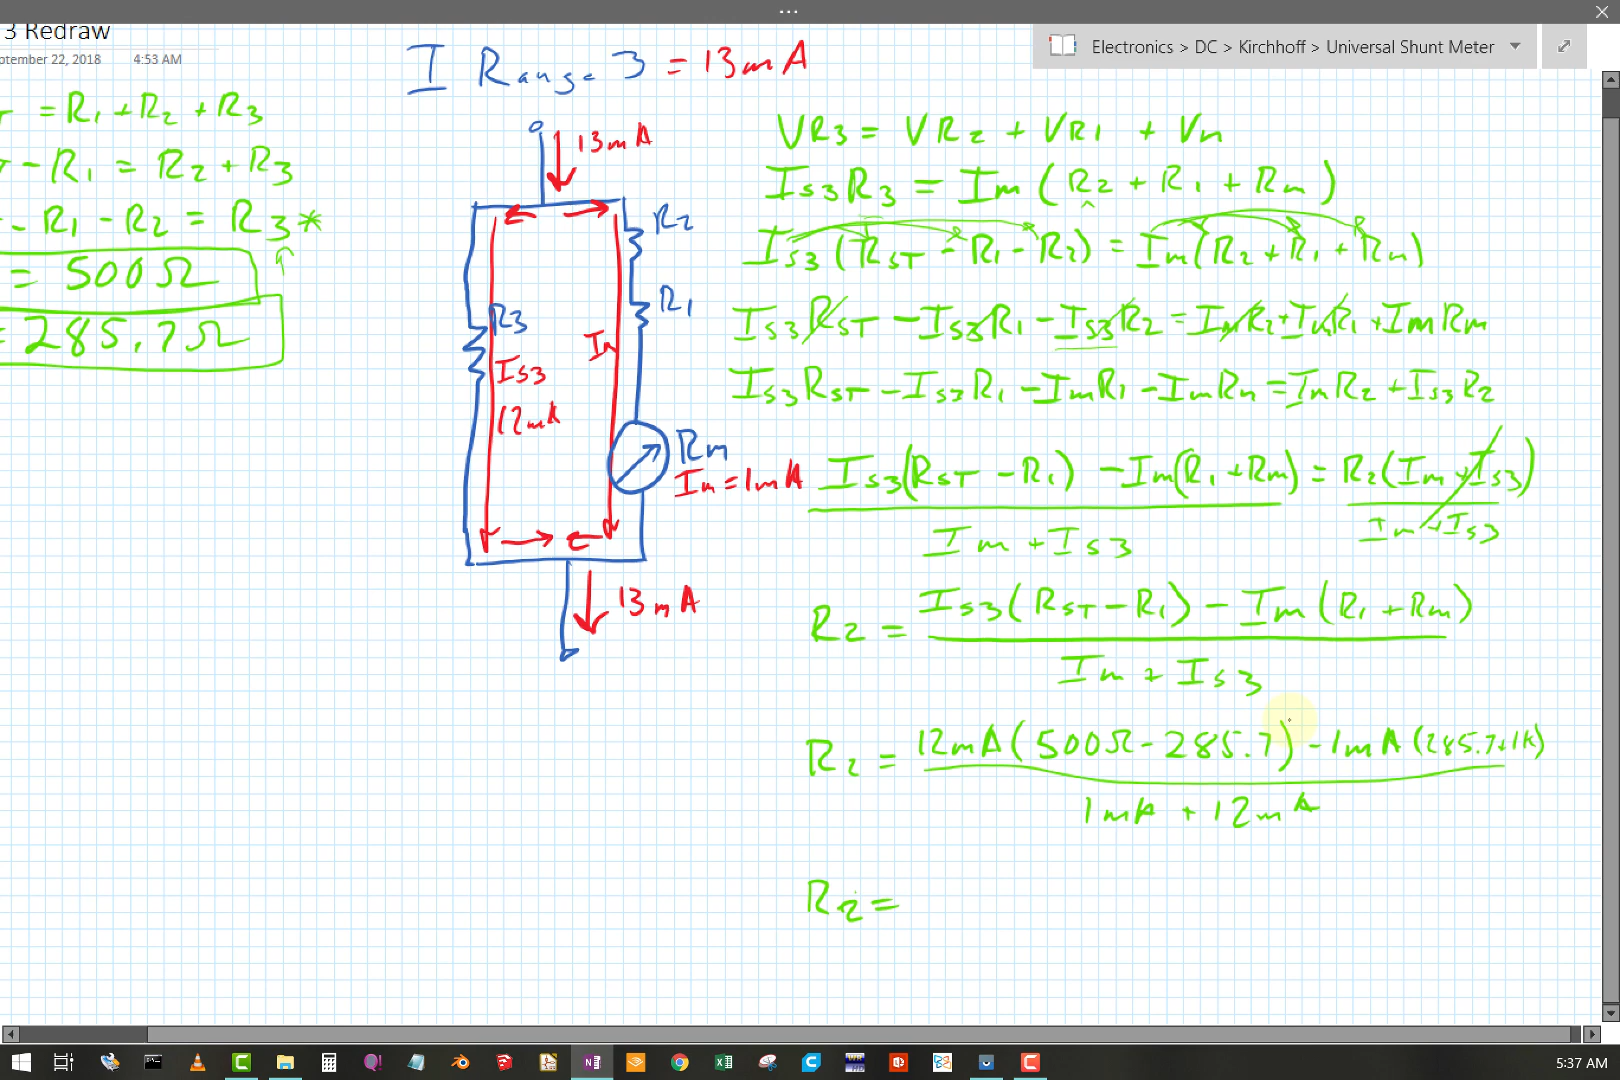 3 Redraw
ptember 22, 2018 4:53 AM
Electronics > DC > Kirchhoff > Universal Shunt Meter
I Range 3 = 13mA
= R1 + R2 + R3
- R1 = R2 + R3
- R1 - R2 = R3 *
= 500Ω
= 285.7Ω
13mA
R2
R1
R3
Is3
12mA
Im
Rm
Im = 1mA
13mA
VR3 = VR2 + VR1 + Vm
Is3R3 = Im (R2 + R1 + Rm)
Is3 (RST - R1 - R2) = Im(R2 + R1 + Rm)
Is3RST - Is3R1 - Is3R2 = ImR2 + ImR1 + ImRm
Is3RST - Is3R1 - ImR1 - ImRm = ImR2 + Is3R2
Is3(RST - R1) - Im(R1 + Rm) = R2(Im + Is3)
Im + Is3 Im + Is3
R2 = Is3(RST - R1) - Im (R1 + Rm)
Im + Is3
R2 = 12mA(500Ω - 285.7) - 1mA (285.7+1K)
1mA + 12mA
R2 =
5:37 AM